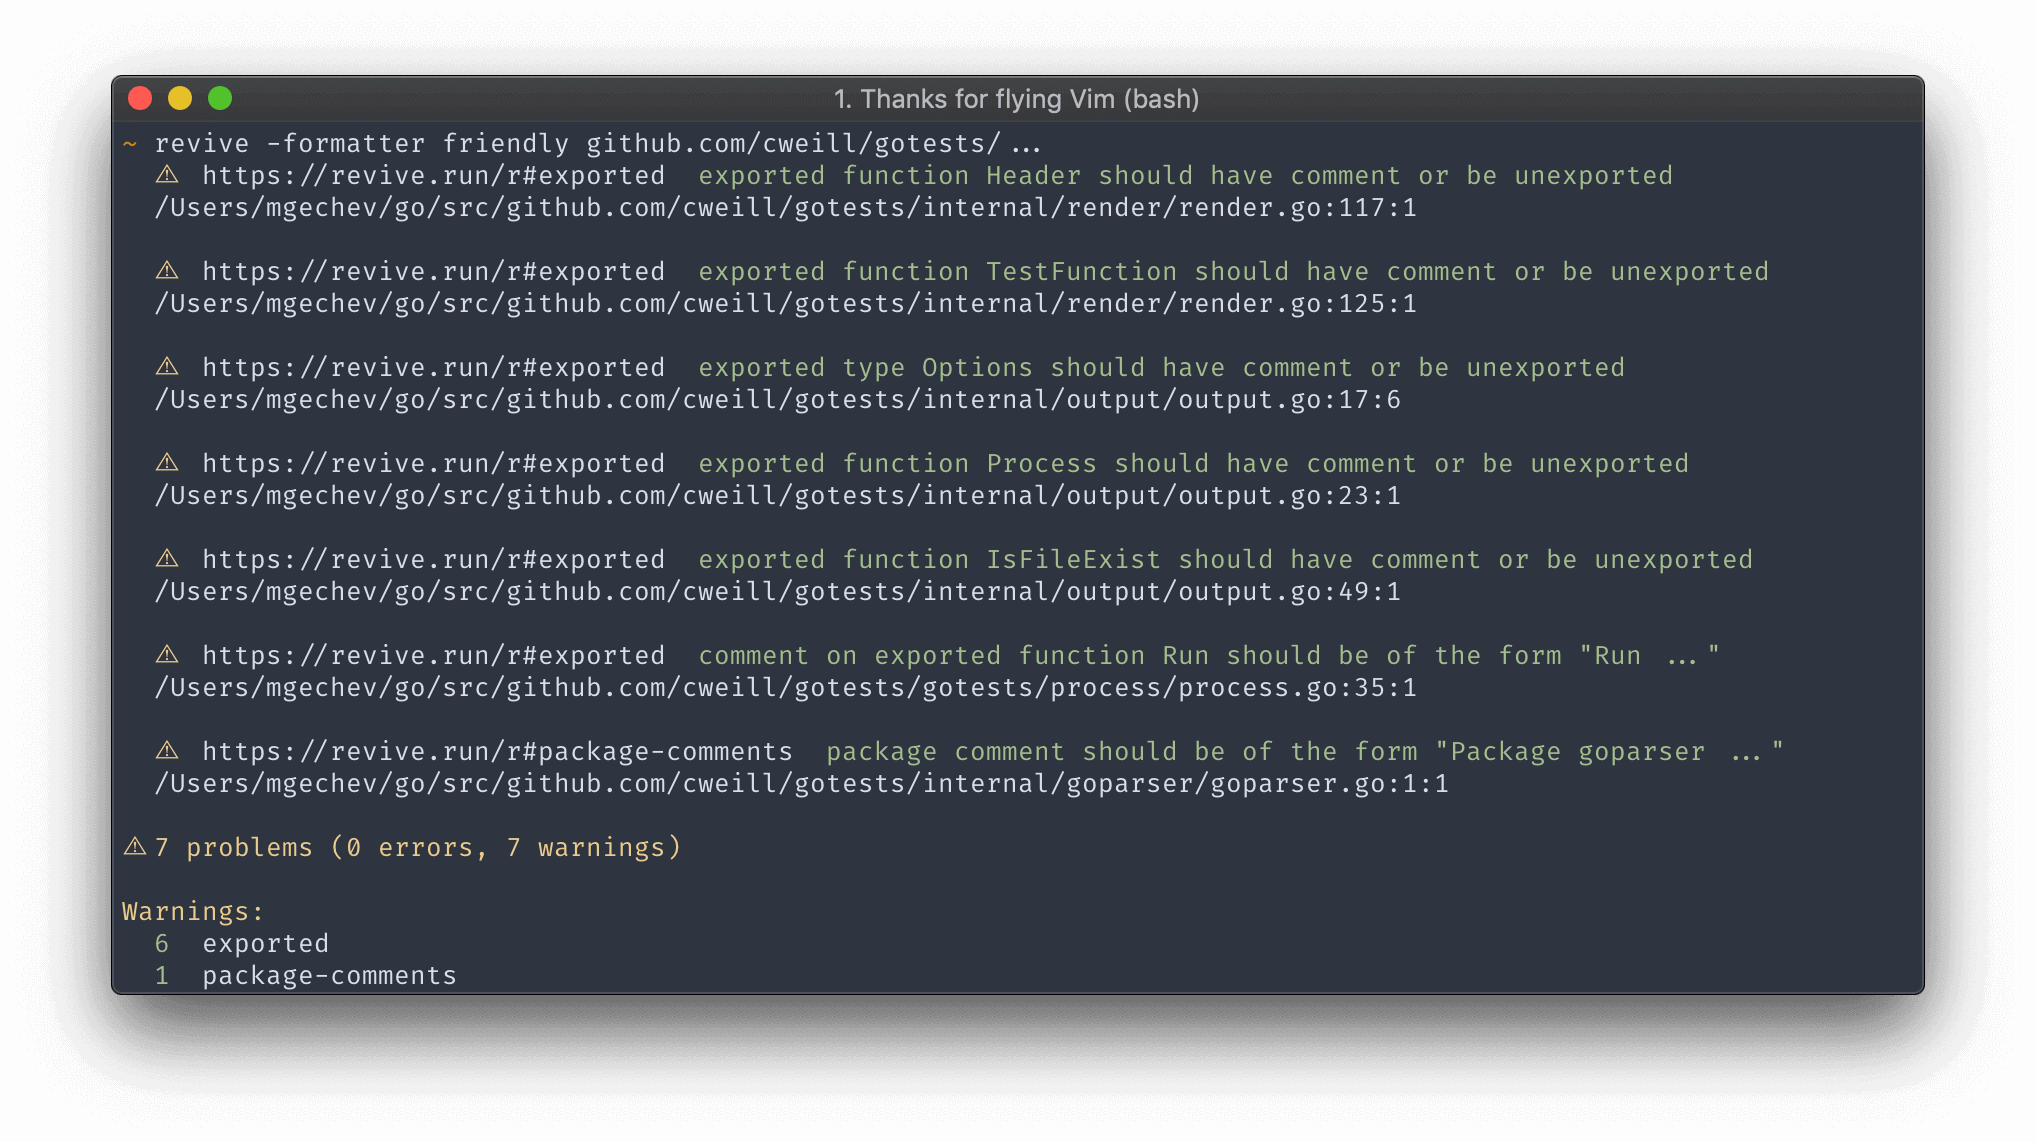 1. Thanks for flying Vim (bash)
~ revive -formatter friendly github.com/cweill/gotests/...
⚠ https://revive.run/r#exported exported function Header should have comment or be unexported
/Users/mgechev/go/src/github.com/cweill/gotests/internal/render/render.go:117:1
⚠ https://revive.run/r#exported exported function TestFunction should have comment or be unexported
/Users/mgechev/go/src/github.com/cweill/gotests/internal/render/render.go:125:1
⚠ https://revive.run/r#exported exported type Options should have comment or be unexported
/Users/mgechev/go/src/github.com/cweill/gotests/internal/output/output.go:17:6
⚠ https://revive.run/r#exported exported function Process should have comment or be unexported
/Users/mgechev/go/src/github.com/cweill/gotests/internal/output/output.go:23:1
⚠ https://revive.run/r#exported exported function IsFileExist should have comment or be unexported
/Users/mgechev/go/src/github.com/cweill/gotests/internal/output/output.go:49:1
⚠ https://revive.run/r#exported comment on exported function Run should be of the form "Run ..."
/Users/mgechev/go/src/github.com/cweill/gotests/gotests/process/process.go:35:1
⚠ https://revive.run/r#package-comments package comment should be of the form "Package goparser ..."
/Users/mgechev/go/src/github.com/cweill/gotests/internal/goparser/goparser.go:1:1
⚠ 7 problems (0 errors, 7 warnings)
Warnings:
6 exported
1 package-comments